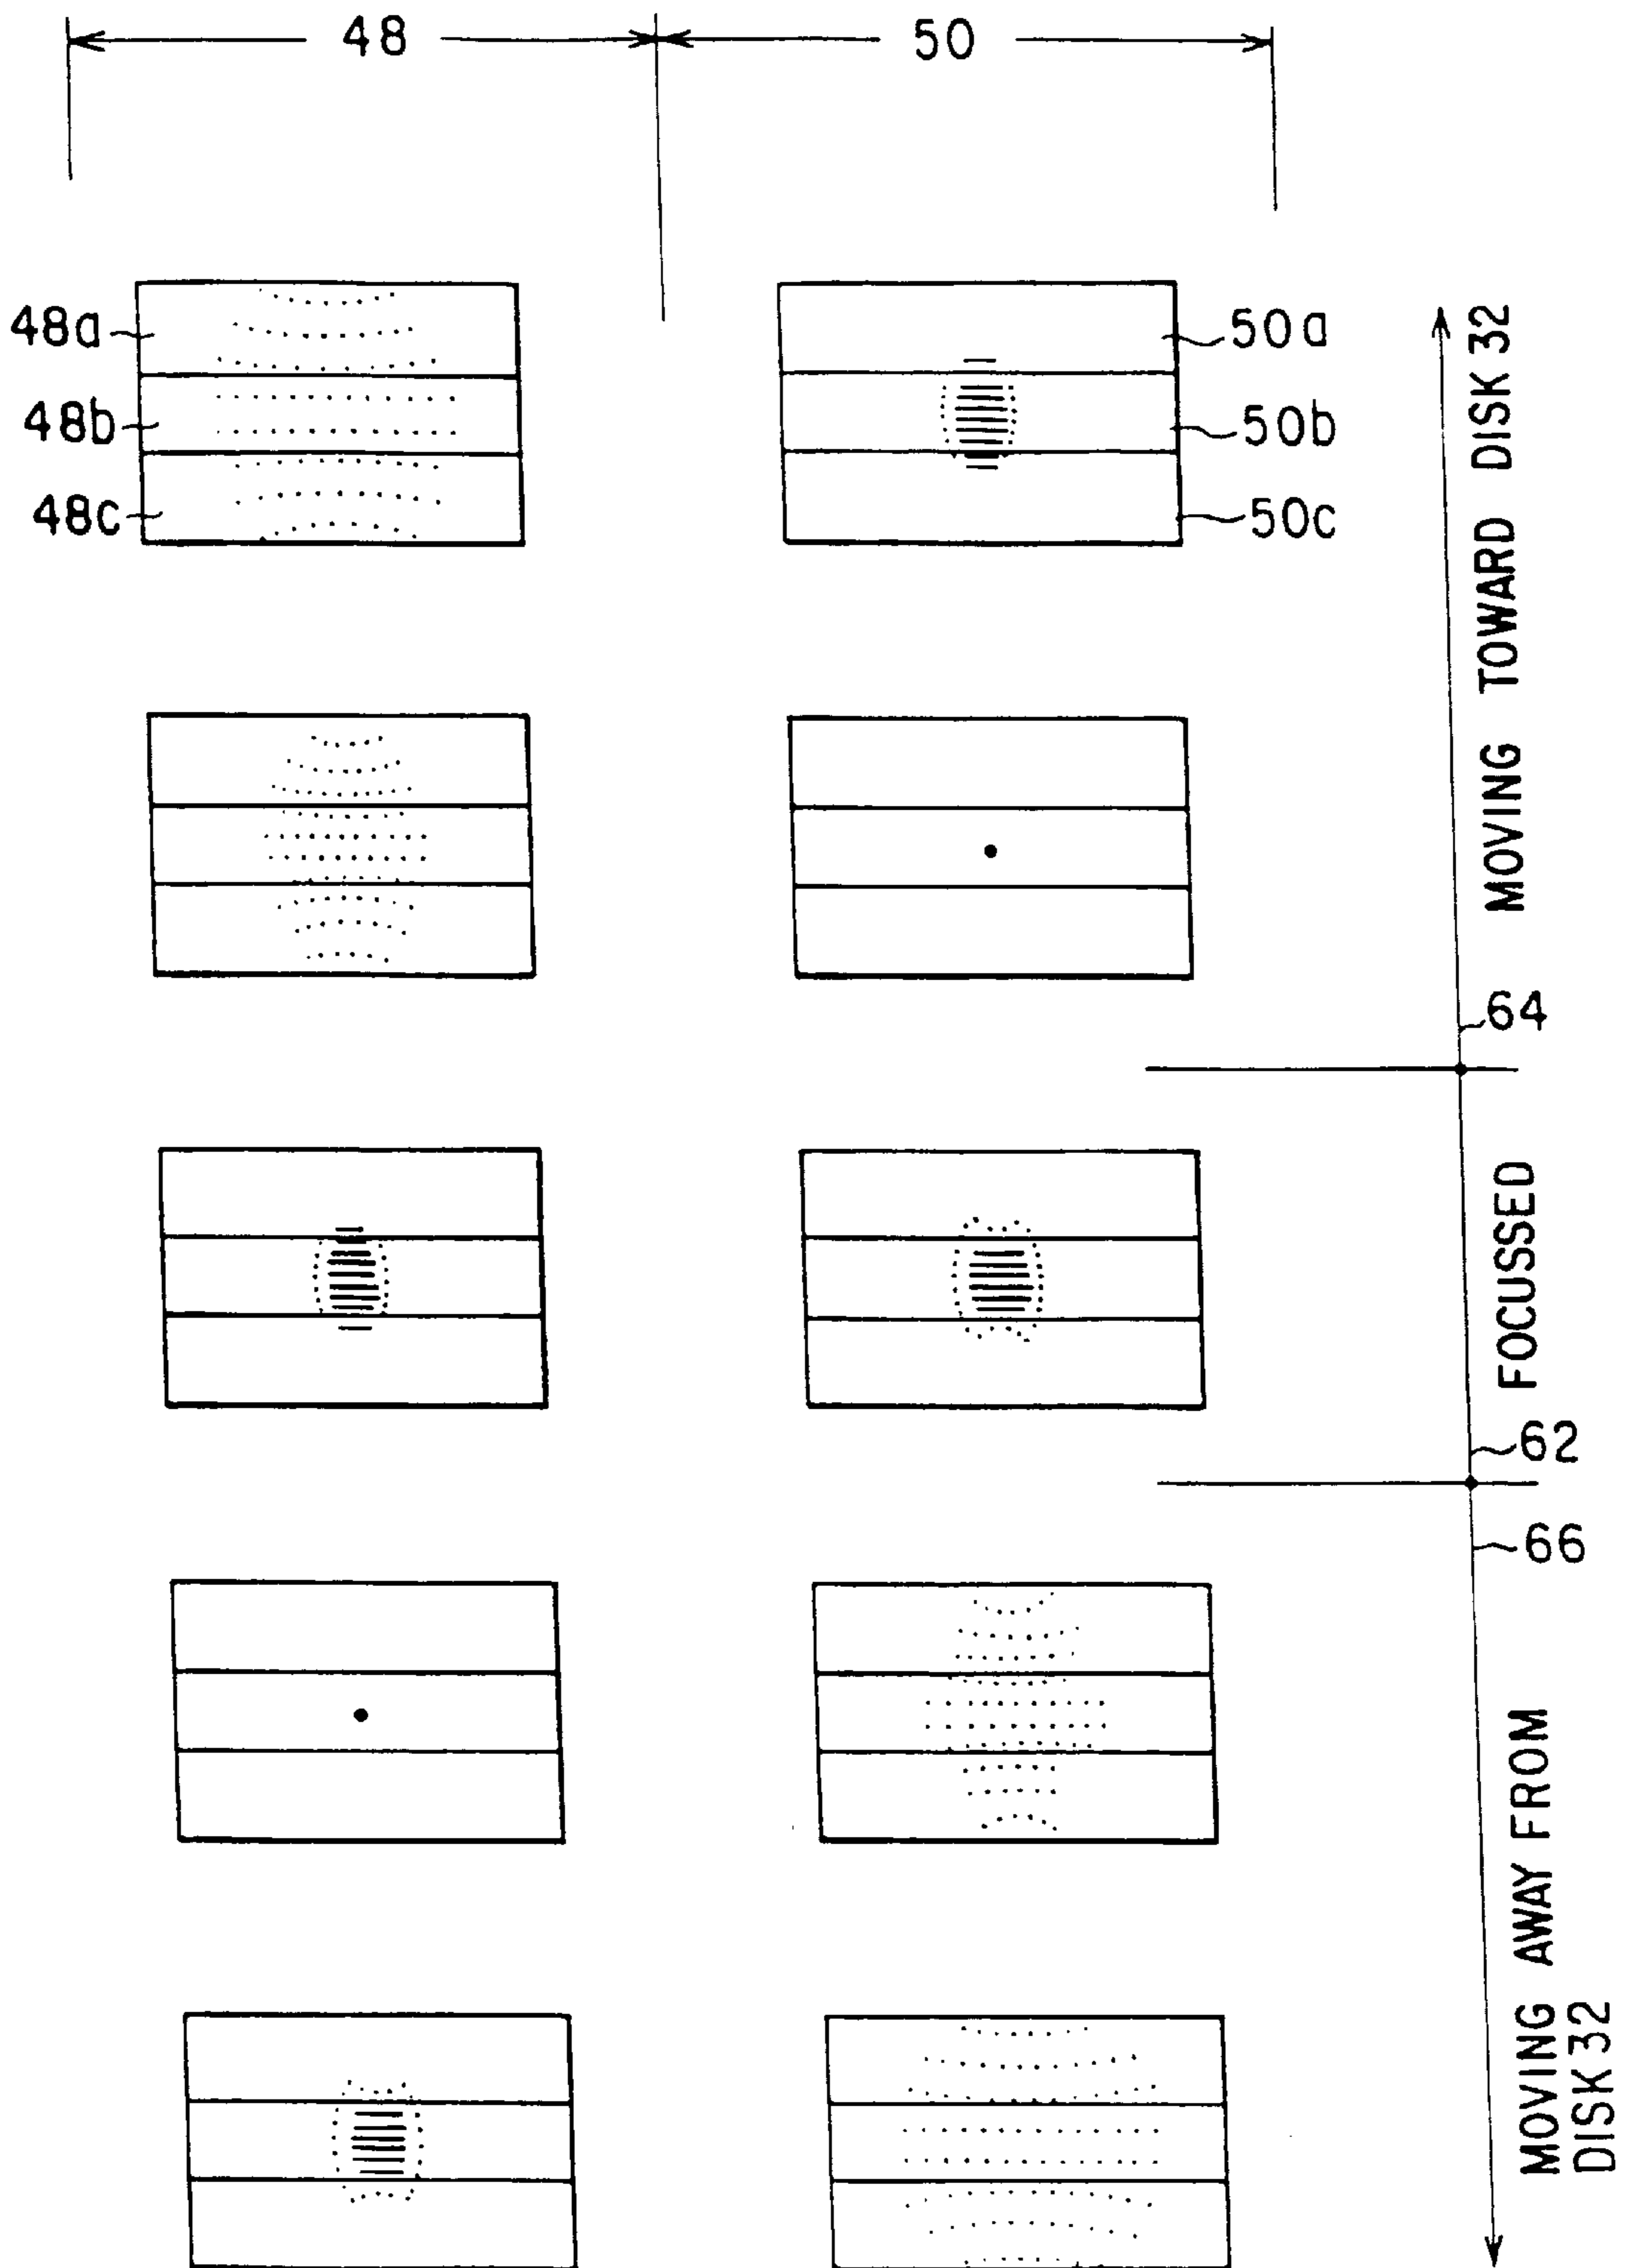 48
50
48a
48b
48c
50a
50b
50c
MOVING TOWARD DISK 32
64
FOCUSSED
62
66
MOVING AWAY FROM
DISK 32